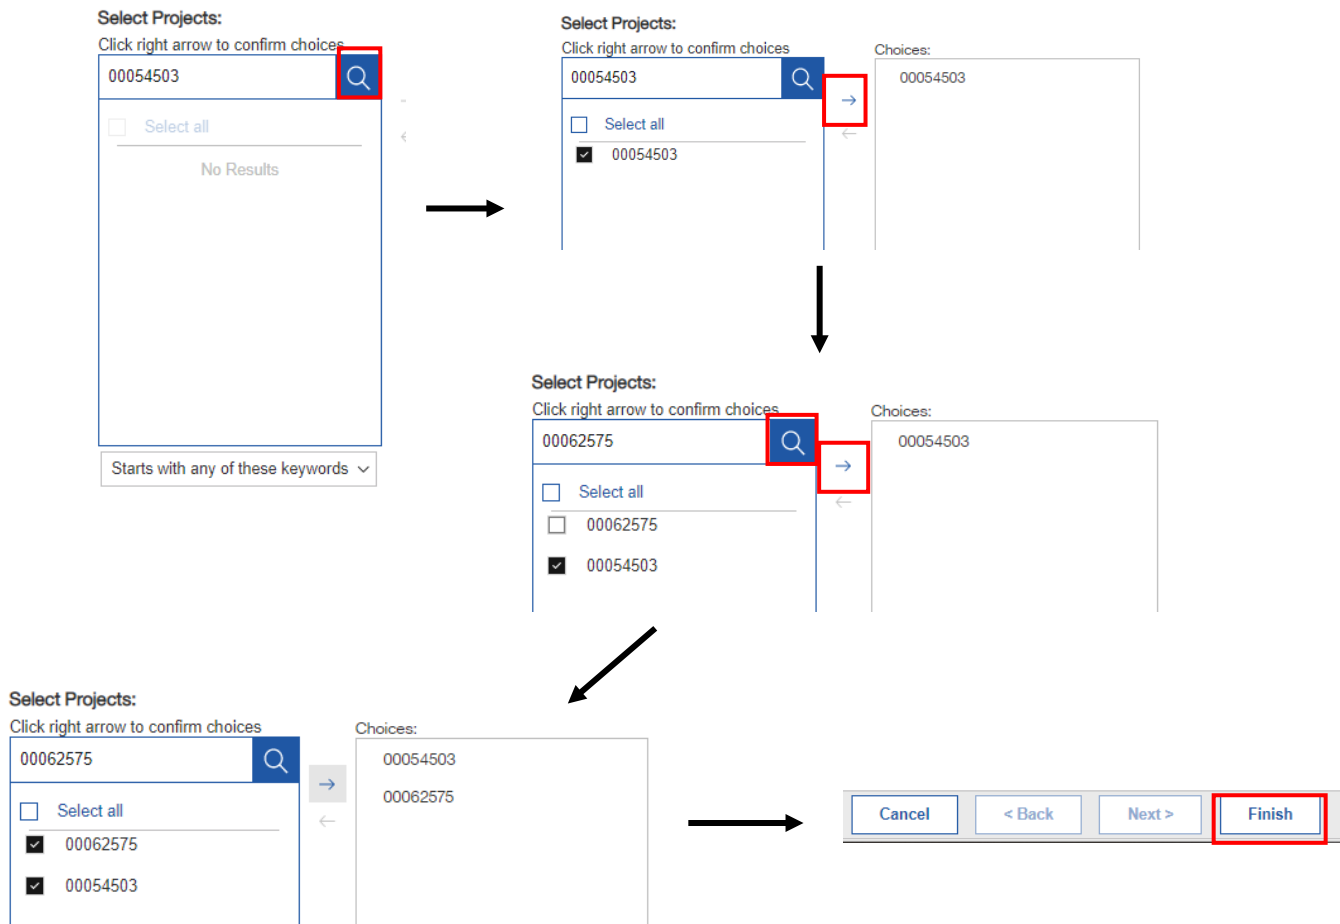 Select Projects:
Click right arrow to confirm choices
00054503
Select all
No Results
Starts with any of these keywords
Select Projects:
Click right arrow to confirm choices
00054503
Select all
00054503
Choices:
00054503
Select Projects:
Click right arrow to confirm choices
00062575
Select all
00062575
00054503
Choices:
00054503
Select Projects:
Click right arrow to confirm choices
00062575
Select all
00062575
00054503
Choices:
00054503
00062575
Cancel
< Back
Next >
Finish